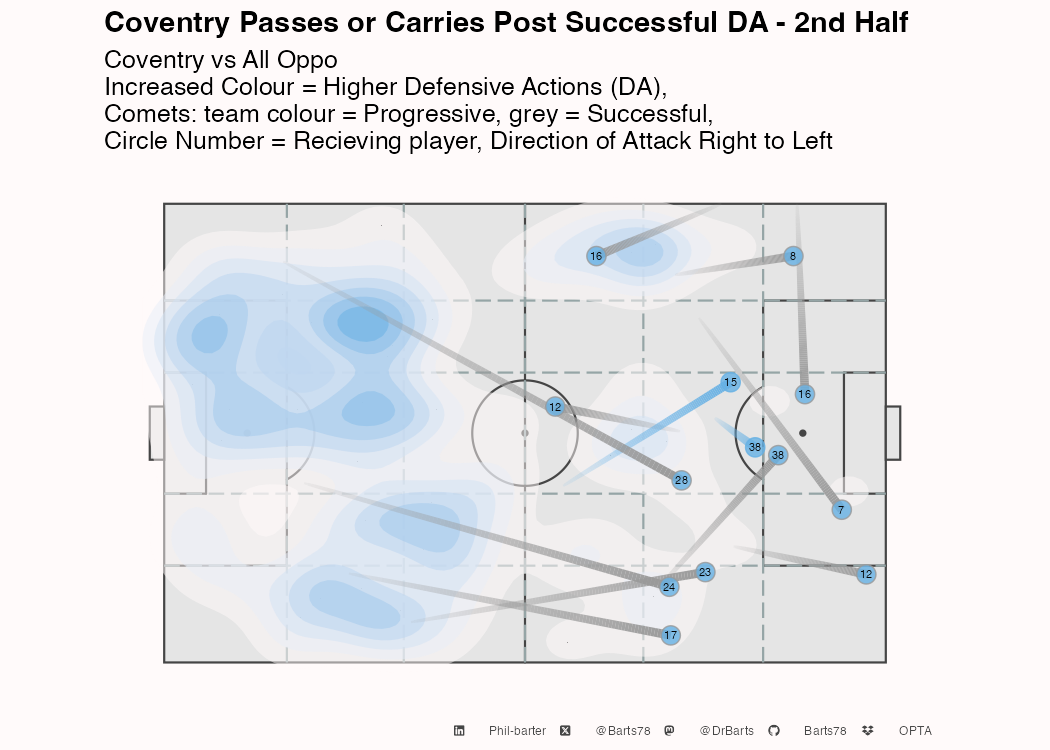 Coventry Passes or Carries Post Successful DA - 2nd Half
Coventry vs All Oppo
Increased Colour = Higher Defensive Actions (DA),
Comets: team colour = Progressive, grey = Successful,
Circle Number = Recieving player, Direction of Attack Right to Left
16
8
15
16
12
38
38
28
7
23
12
24
17
Phil-barter @Barts78 @DrBarts Barts78 OPTA